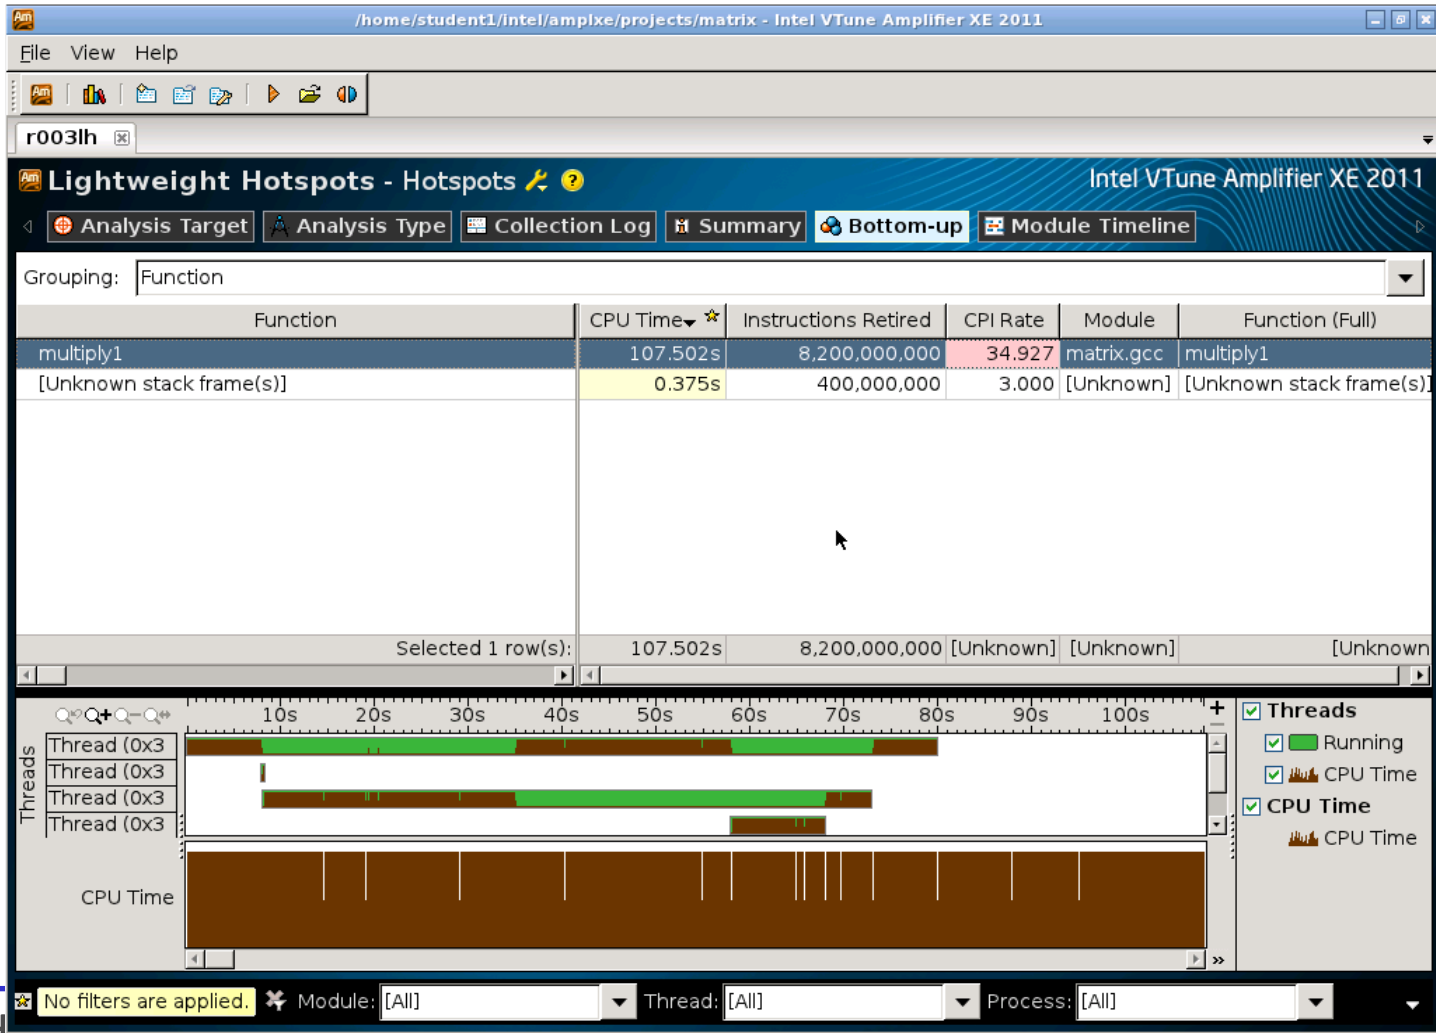 /home/student1/intel/amplxe/projects/matrix - Intel VTune Amplifier XE 2011
File View Help
r003lh
Lightweight Hotspots - Hotspots
Intel VTune Amplifier XE 2011
Analysis Target Analysis Type Collection Log Summary Bottom-up Module Timeline
Grouping: Function
Function CPU Time Instructions Retired CPI Rate Module Function (Full)
multiply1 107.502s 8,200,000,000 34.927 matrix.gcc multiply1
[Unknown stack frame(s)] 0.375s 400,000,000 3.000 [Unknown] [Unknown stack frame(s)]
Selected 1 row(s): 107.502s 8,200,000,000 [Unknown] [Unknown] [Unknown
10s 20s 30s 40s 50s 60s 70s 80s 90s 100s
Threads
Thread (0x3
Thread (0x3
Thread (0x3
Thread (0x3
CPU Time
Threads
Running
CPU Time
CPU Time
CPU Time
No filters are applied. Module: [All] Thread: [All] Process: [All]